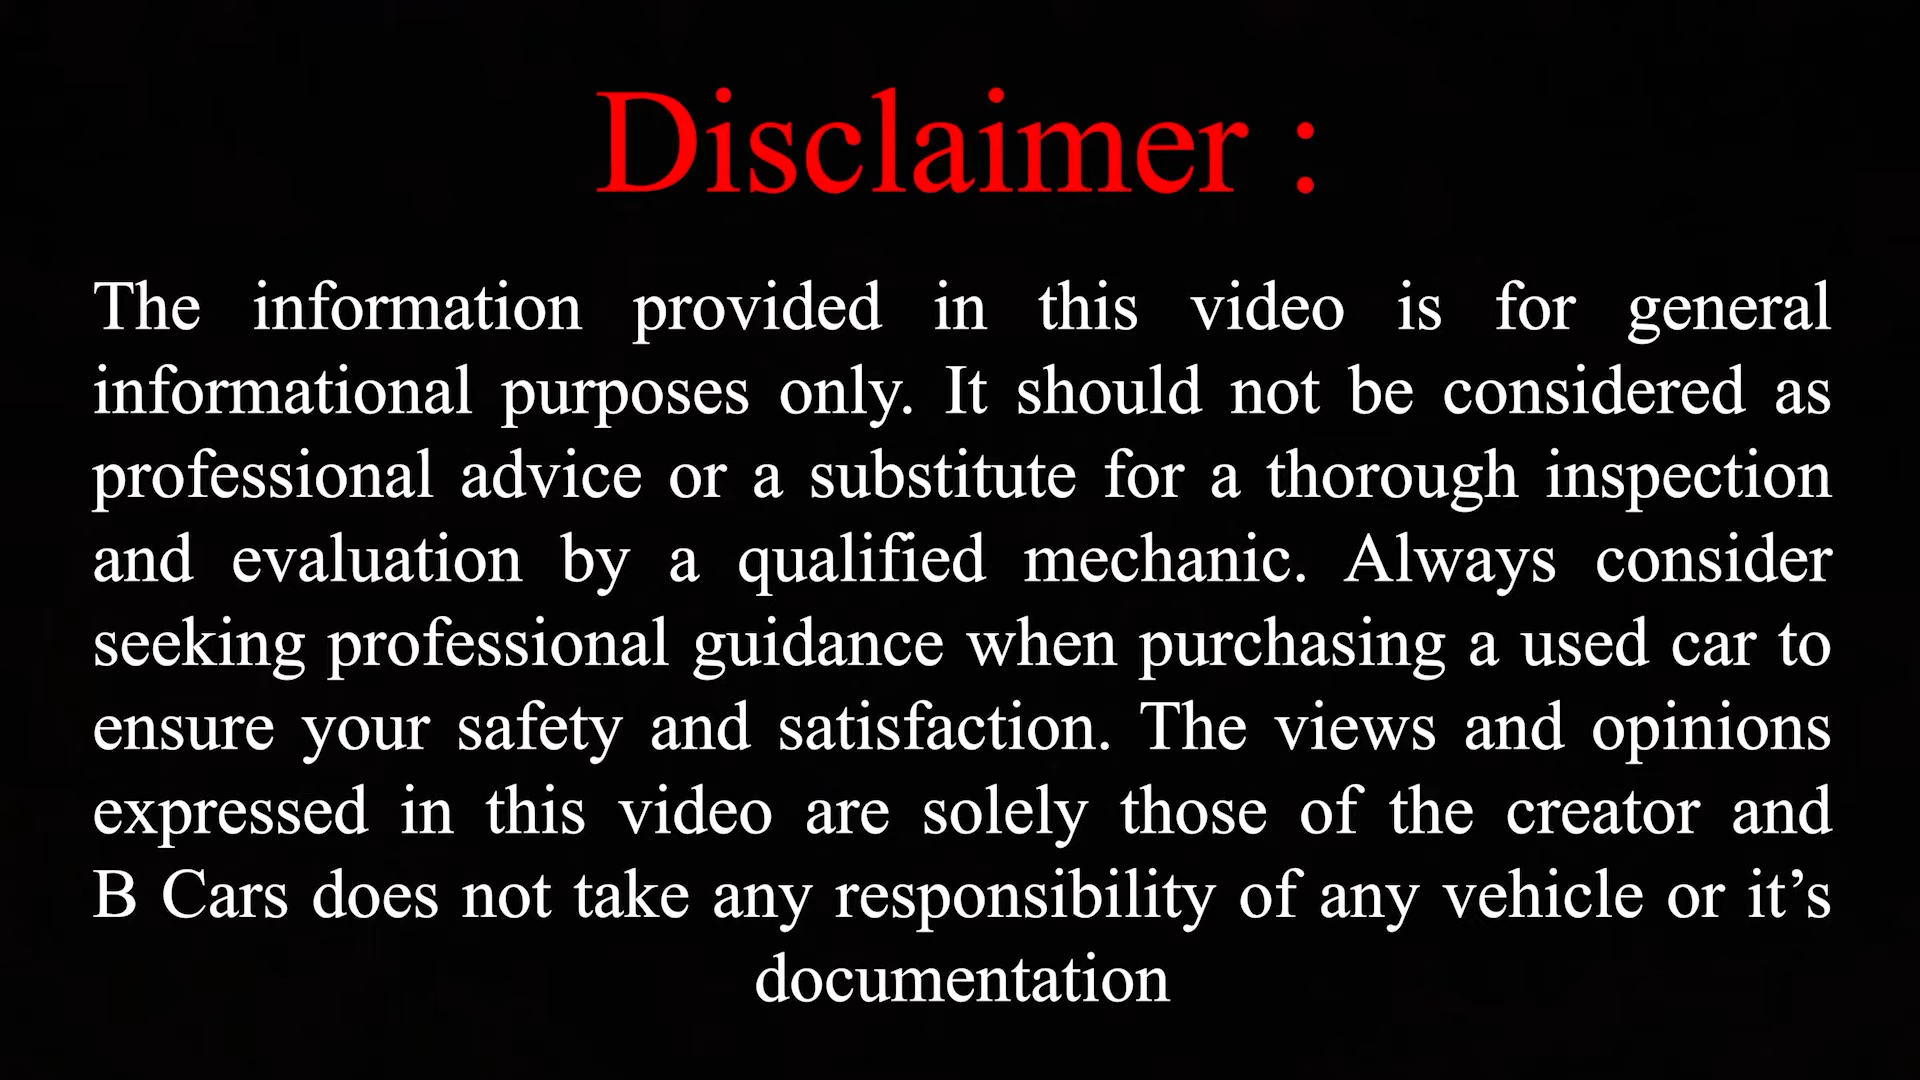 Disclaimer :
The information provided in this video is for general
informational purposes only. It should not be considered as
professional advice or a substitute for a thorough inspection
and evaluation by a qualified mechanic. Always consider
seeking professional guidance when purchasing a used car to
ensure your safety and satisfaction. The views and opinions
expressed in this video are solely those of the creator and
B Cars does not take any responsibility of any vehicle or it’s
documentation